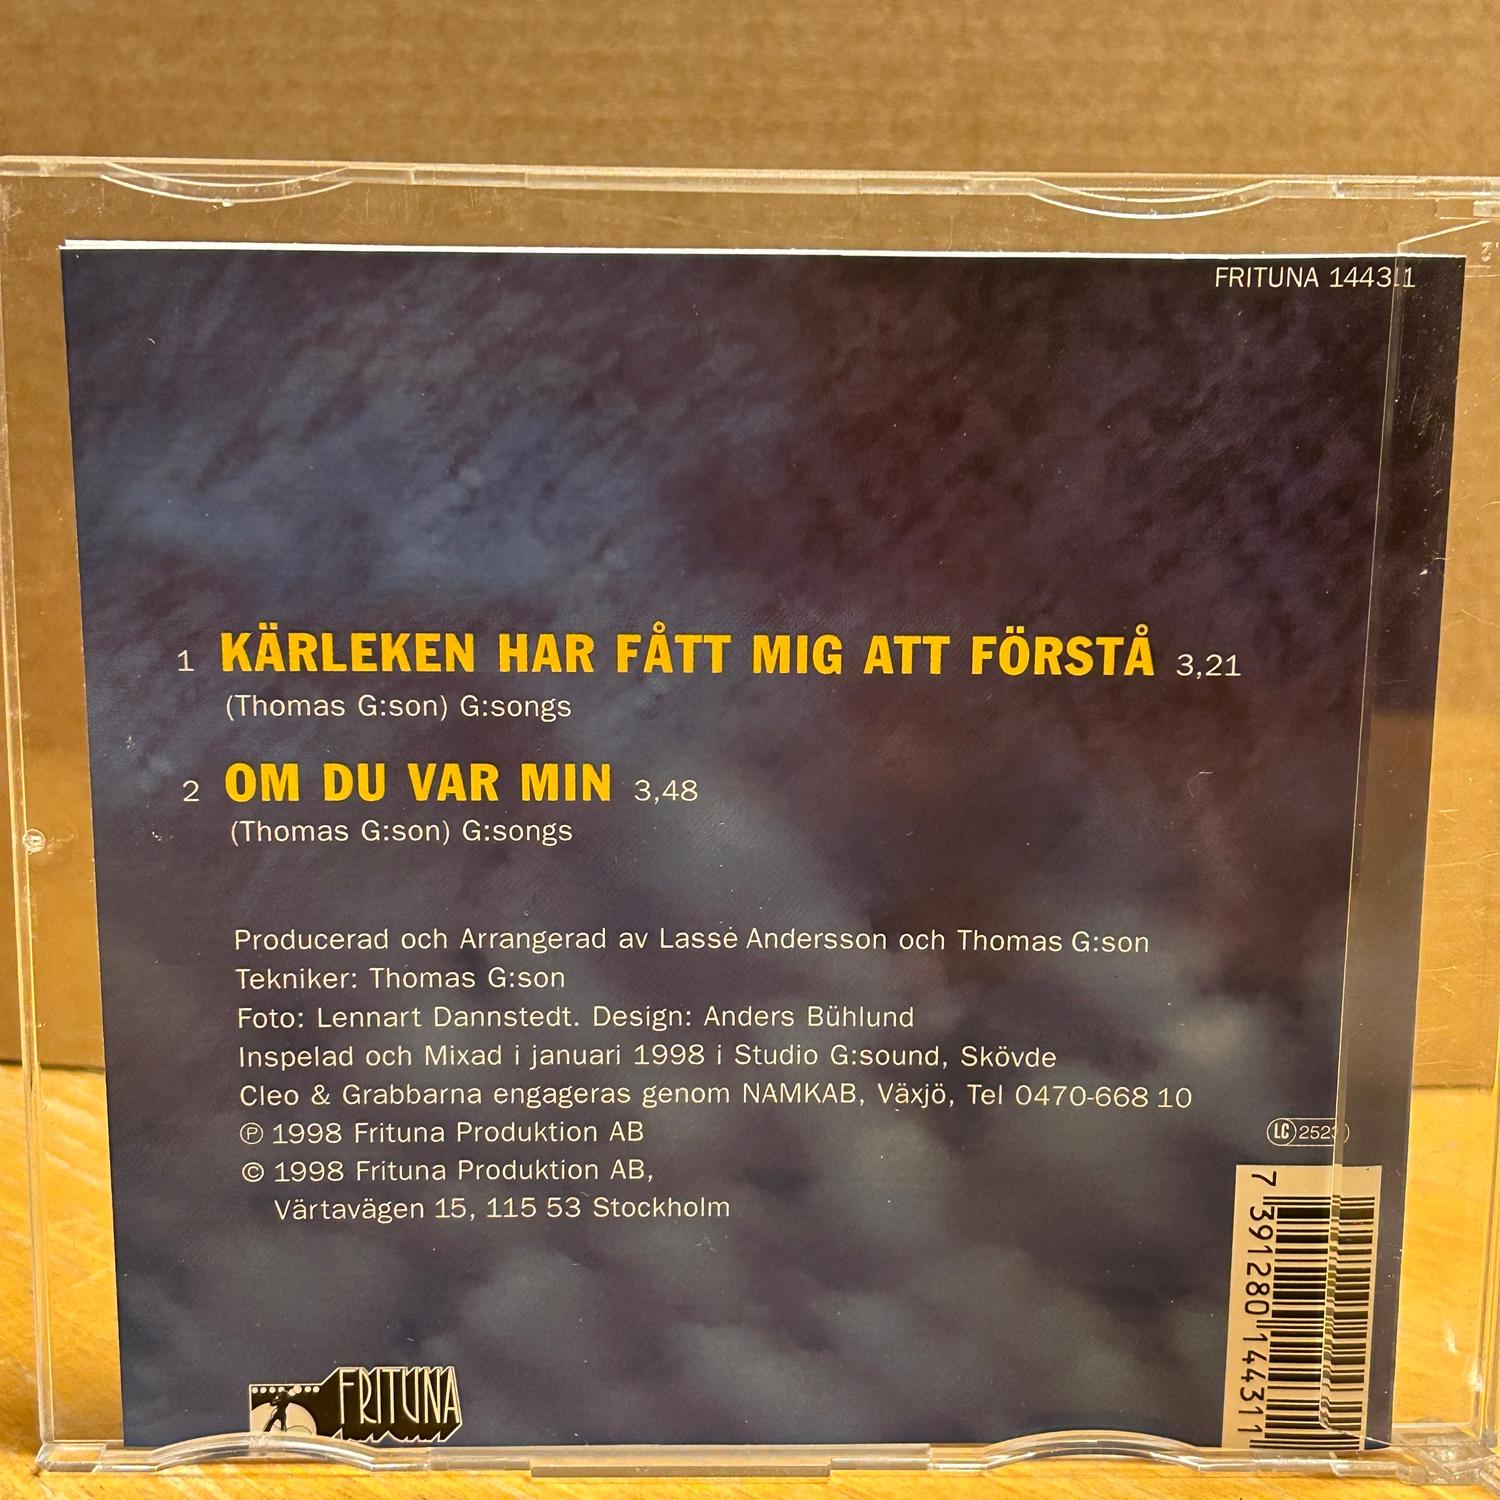 FRITUNA 144311
1 KÄRLEKEN HAR FÅTT MIG ATT FÖRSTÅ 3,21
(Thomas G:son) G:songs
2 OM DU VAR MIN 3,48
(Thomas G:son) G:songs
Producerad och Arrangerad av Lasse Andersson och Thomas G:son
Tekniker: Thomas G:son
Foto: Lennart Dannstedt. Design: Anders Bühlund
Inspelad och Mixad i januari 1998 i Studio G:sound, Skövde
Cleo & Grabbarna engageras genom NAMKAB, Växjö, Tel 0470-668 10
℗ 1998 Frituna Produktion AB
© 1998 Frituna Produktion AB,
Värtavägen 15, 115 53 Stockholm
LC 2523
7 391280 144311
FRITUNA